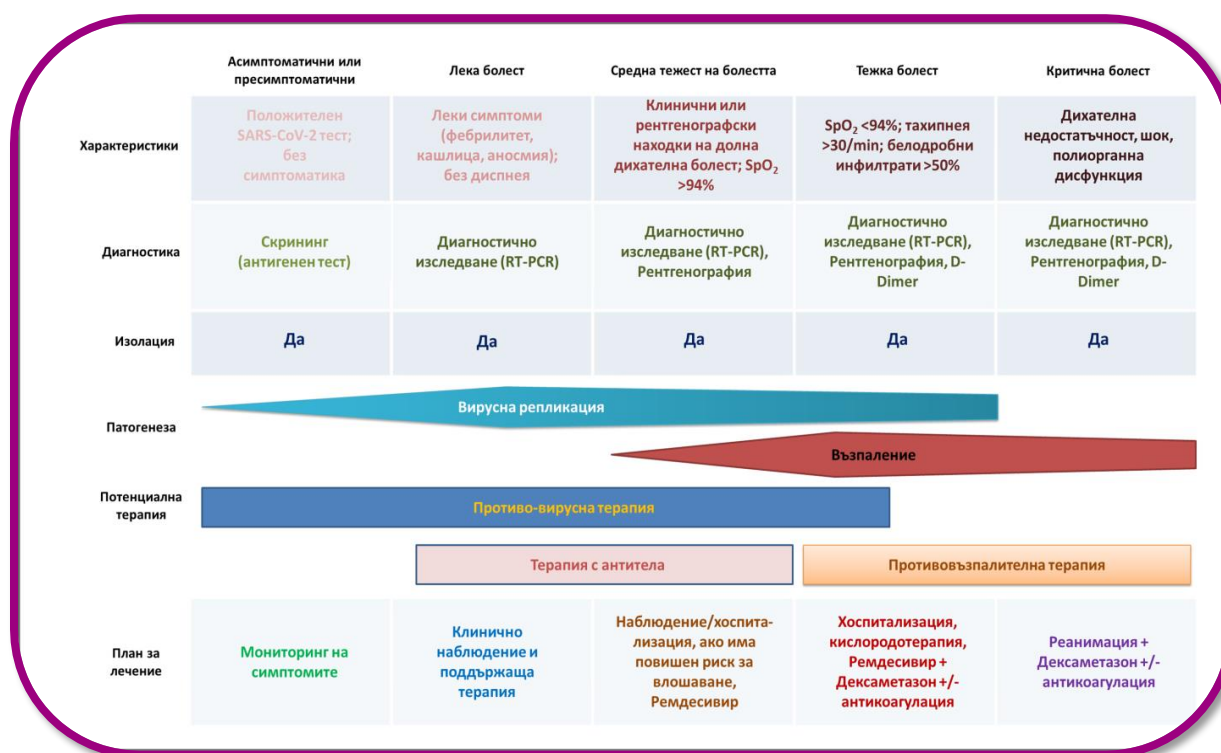 Асимптоматични или
пресимптоматични
Лека болест
Средна тежест на болестта
Тежка болест
Критична болест
Характеристики
Положителен
SARS-CoV-2 тест;
без
симптоматика
Леки симптоми
(фебрилитет,
кашлица, аносмия);
без диспнея
Клинични или
рентгенографски
находки на долна
дихателна болест; SpO₂
>94%
SpO₂ <94%; тахипнея
>30/min; белодробни
инфилтрати >50%
Дихателна
недостатъчност, шок,
полиорганна
дисфункция
Диагностика
Скрининг
(антигенен тест)
Диагностично
изследване (RT-PCR)
Диагностично
изследване (RT-PCR),
Рентгенография
Диагностично
изследване (RT-PCR),
Рентгенография, D-
Dimer
Диагностично
изследване (RT-PCR),
Рентгенография, D-
Dimer
Изолация
Да
Да
Да
Да
Да
Патогенеза
Вирусна репликация
Възпаление
Потенциална
терапия
Противо-вирусна терапия
Терапия с антитела
Противовъзпалителна терапия
План за
лечение
Мониторинг на
симптомите
Клинично
наблюдение и
поддържаща
терапия
Наблюдение/хоспита-
лизация, ако има
повишен риск за
влошаване,
Ремдесивир
Хоспитализация,
кислородотерапия,
Ремдесивир +
Дексаметазон +/-
антикоагулация
Реанимация +
Дексаметазон +/-
антикоагулация